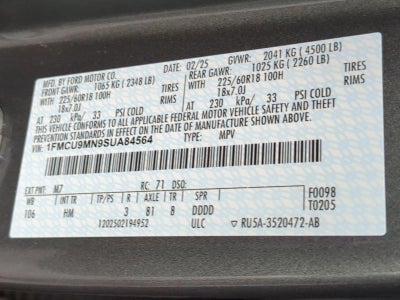 MFD. BY FORD MOTOR CO. DATE: 02/25 GVWR: 2041 KG (4500 LB)
FRONT GAWR: 1065 KG (2348 LB) REAR GAWR: 1025 KG (2260 LB)
WITH 225/60R18 100H TIRES WITH 225/60R18 100H TIRES
18x7.0J RIMS 18x7.0J RIMS
AT 230 kPa/ 33 PSI COLD AT 230 kPa/ 33 PSI COLD
THIS VEHICLE CONFORMS TO ALL APPLICABLE FEDERAL MOTOR VEHICLE SAFETY AND THEFT
PREVENTION STANDARDS IN EFFECT ON THE DATE OF MANUFACTURE SHOWN ABOVE.
VIN: 1FMCU9MN9SUA84564 TYPE: MPV
EXT PNT: M7 RC: 71 DSO: F0098
WB INT TR TP/PS R AXLE TR SPR T0205
106 HM 3 81 8 DDDD
1202502194952 ULC RU5A-3520472-AB